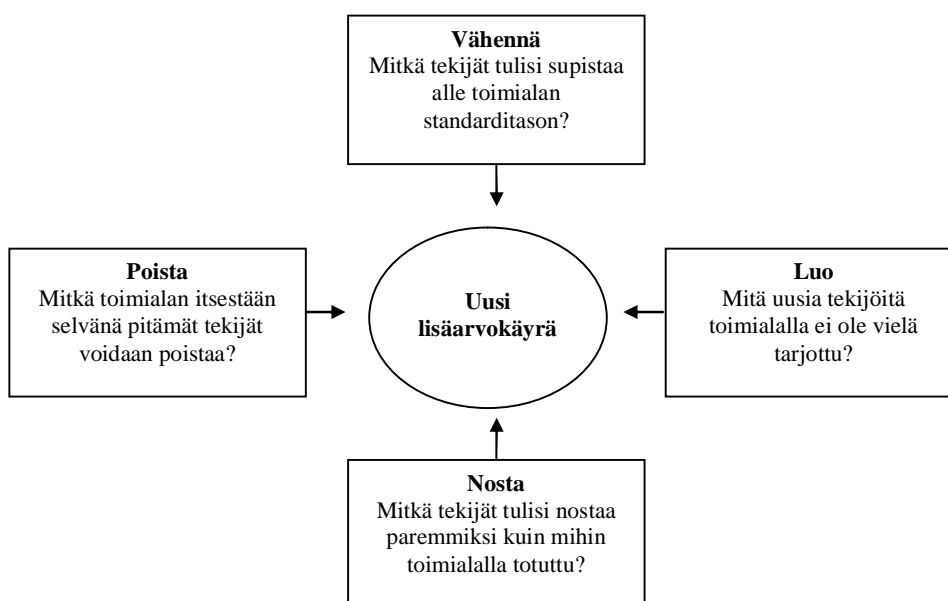 Vähennä
Mitkä tekijät tulisi supistaa
alle toimialan
standarditason?
Poista
Mitkä toimialan itsestään
selvänä pitämät tekijät
voidaan poistaa?
Uusi
lisäarvokäyrä
Luo
Mitä uusia tekijöitä
toimialalla ei ole vielä
tarjottu?
Nosta
Mitkä tekijät tulisi nostaa
paremmiksi kuin mihin
toimialalla totuttu?